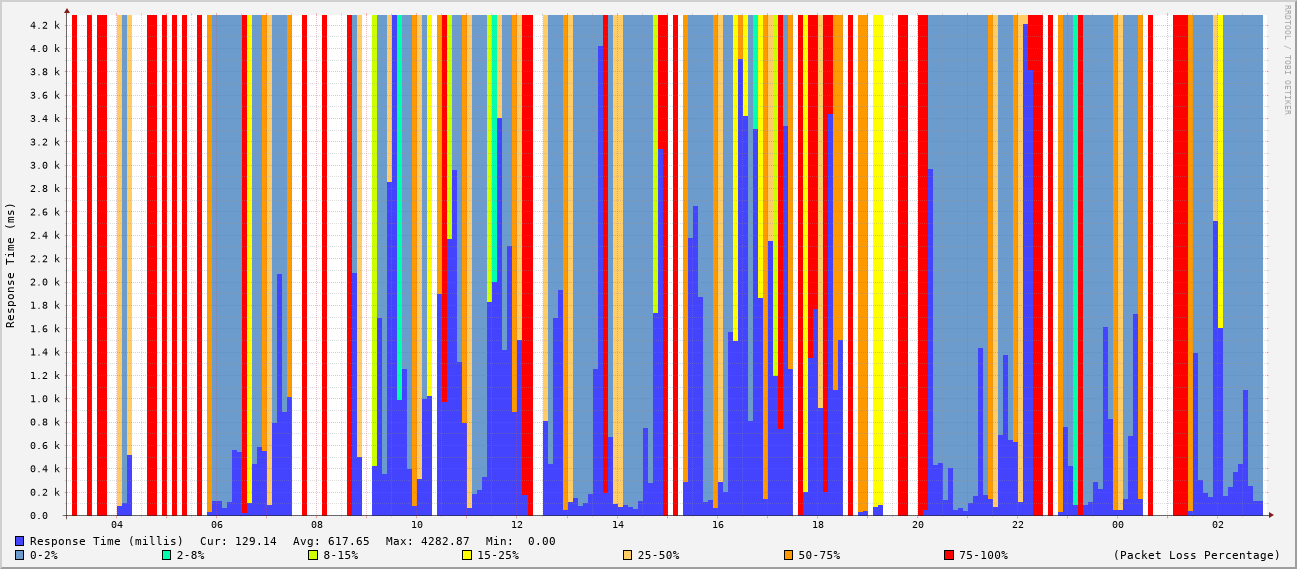 RRDTOOL / TOBI OETIKER
Response Time (ms)
4.2 k
4.0 k
3.8 k
3.6 k
3.4 k
3.2 k
3.0 k
2.8 k
2.6 k
2.4 k
2.2 k
2.0 k
1.8 k
1.6 k
1.4 k
1.2 k
1.0 k
0.8 k
0.6 k
0.4 k
0.2 k
0.0
04 06 08 10 12 14 16 18 20 22 00 02
Response Time (millis) Cur: 129.14 Avg: 617.65 Max: 4282.87 Min: 0.00
0-2% 2-8% 8-15% 15-25% 25-50% 50-75% 75-100% (Packet Loss Percentage)